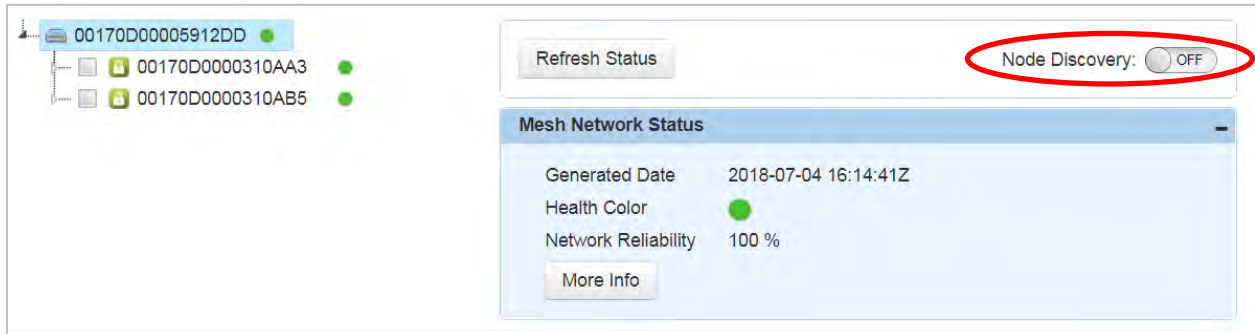 00170D00005912DD
00170D0000310AA3
00170D0000310AB5
Refresh Status
Node Discovery: OFF
Mesh Network Status
Generated Date 2018-07-04 16:14:41Z
Health Color
Network Reliability 100 %
More Info